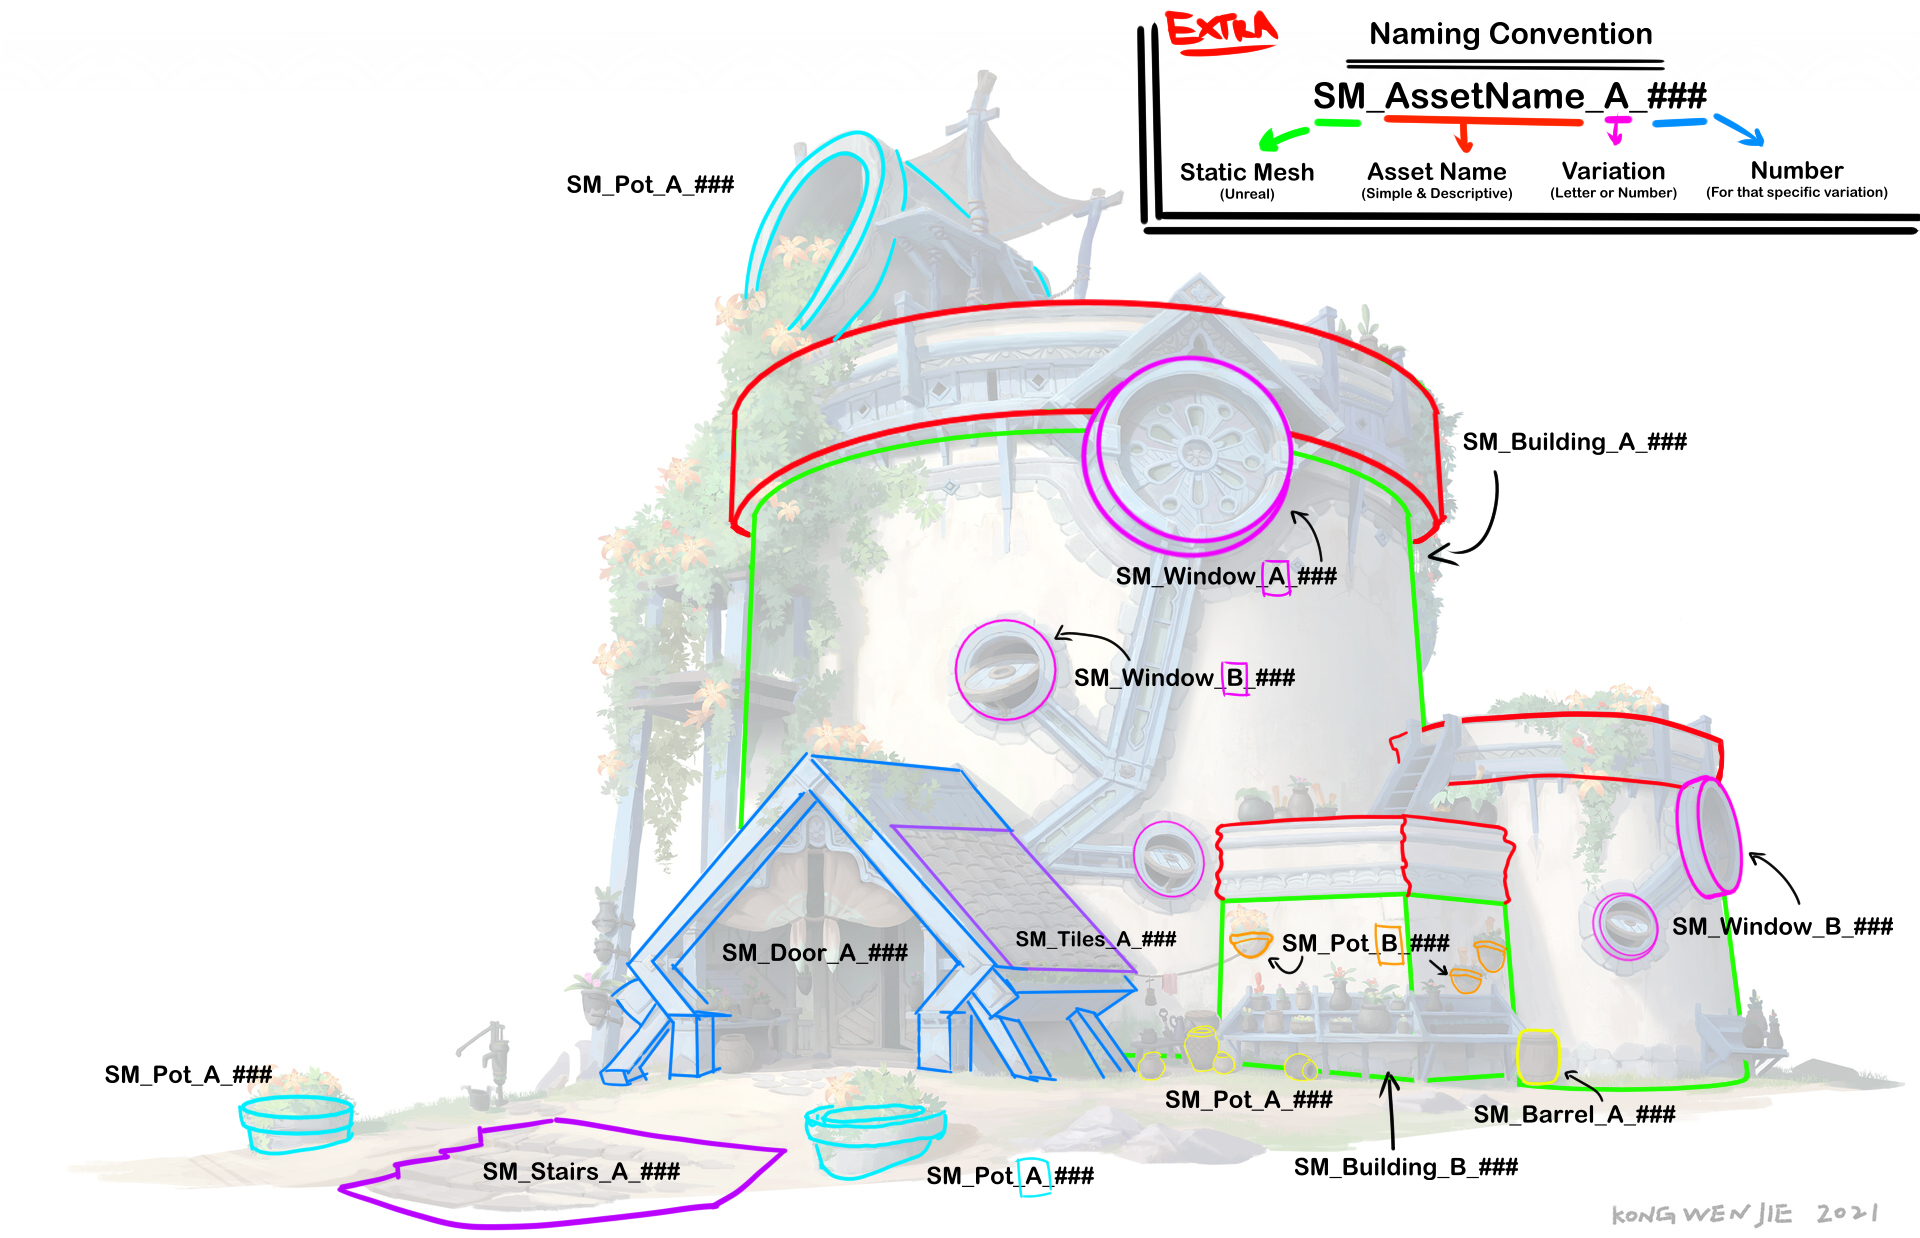 EXTRA
Naming Convention
SM_AssetName_A_###
Static Mesh
(Unreal)
Asset Name
(Simple & Descriptive)
Variation
(Letter or Number)
Number
(For that specific variation)
SM_Pot_A_###
SM_Building_A_###
SM_Window_A_###
SM_Window_B_###
SM_Window_B_###
SM_Tiles_A_###
SM_Pot_B_###
SM_Door_A_###
SM_Pot_A_###
SM_Pot_A_###
SM_Barrel_A_###
SM_Building_B_###
SM_Stairs_A_###
SM_Pot_A_###
KONG WEN JIE 2021